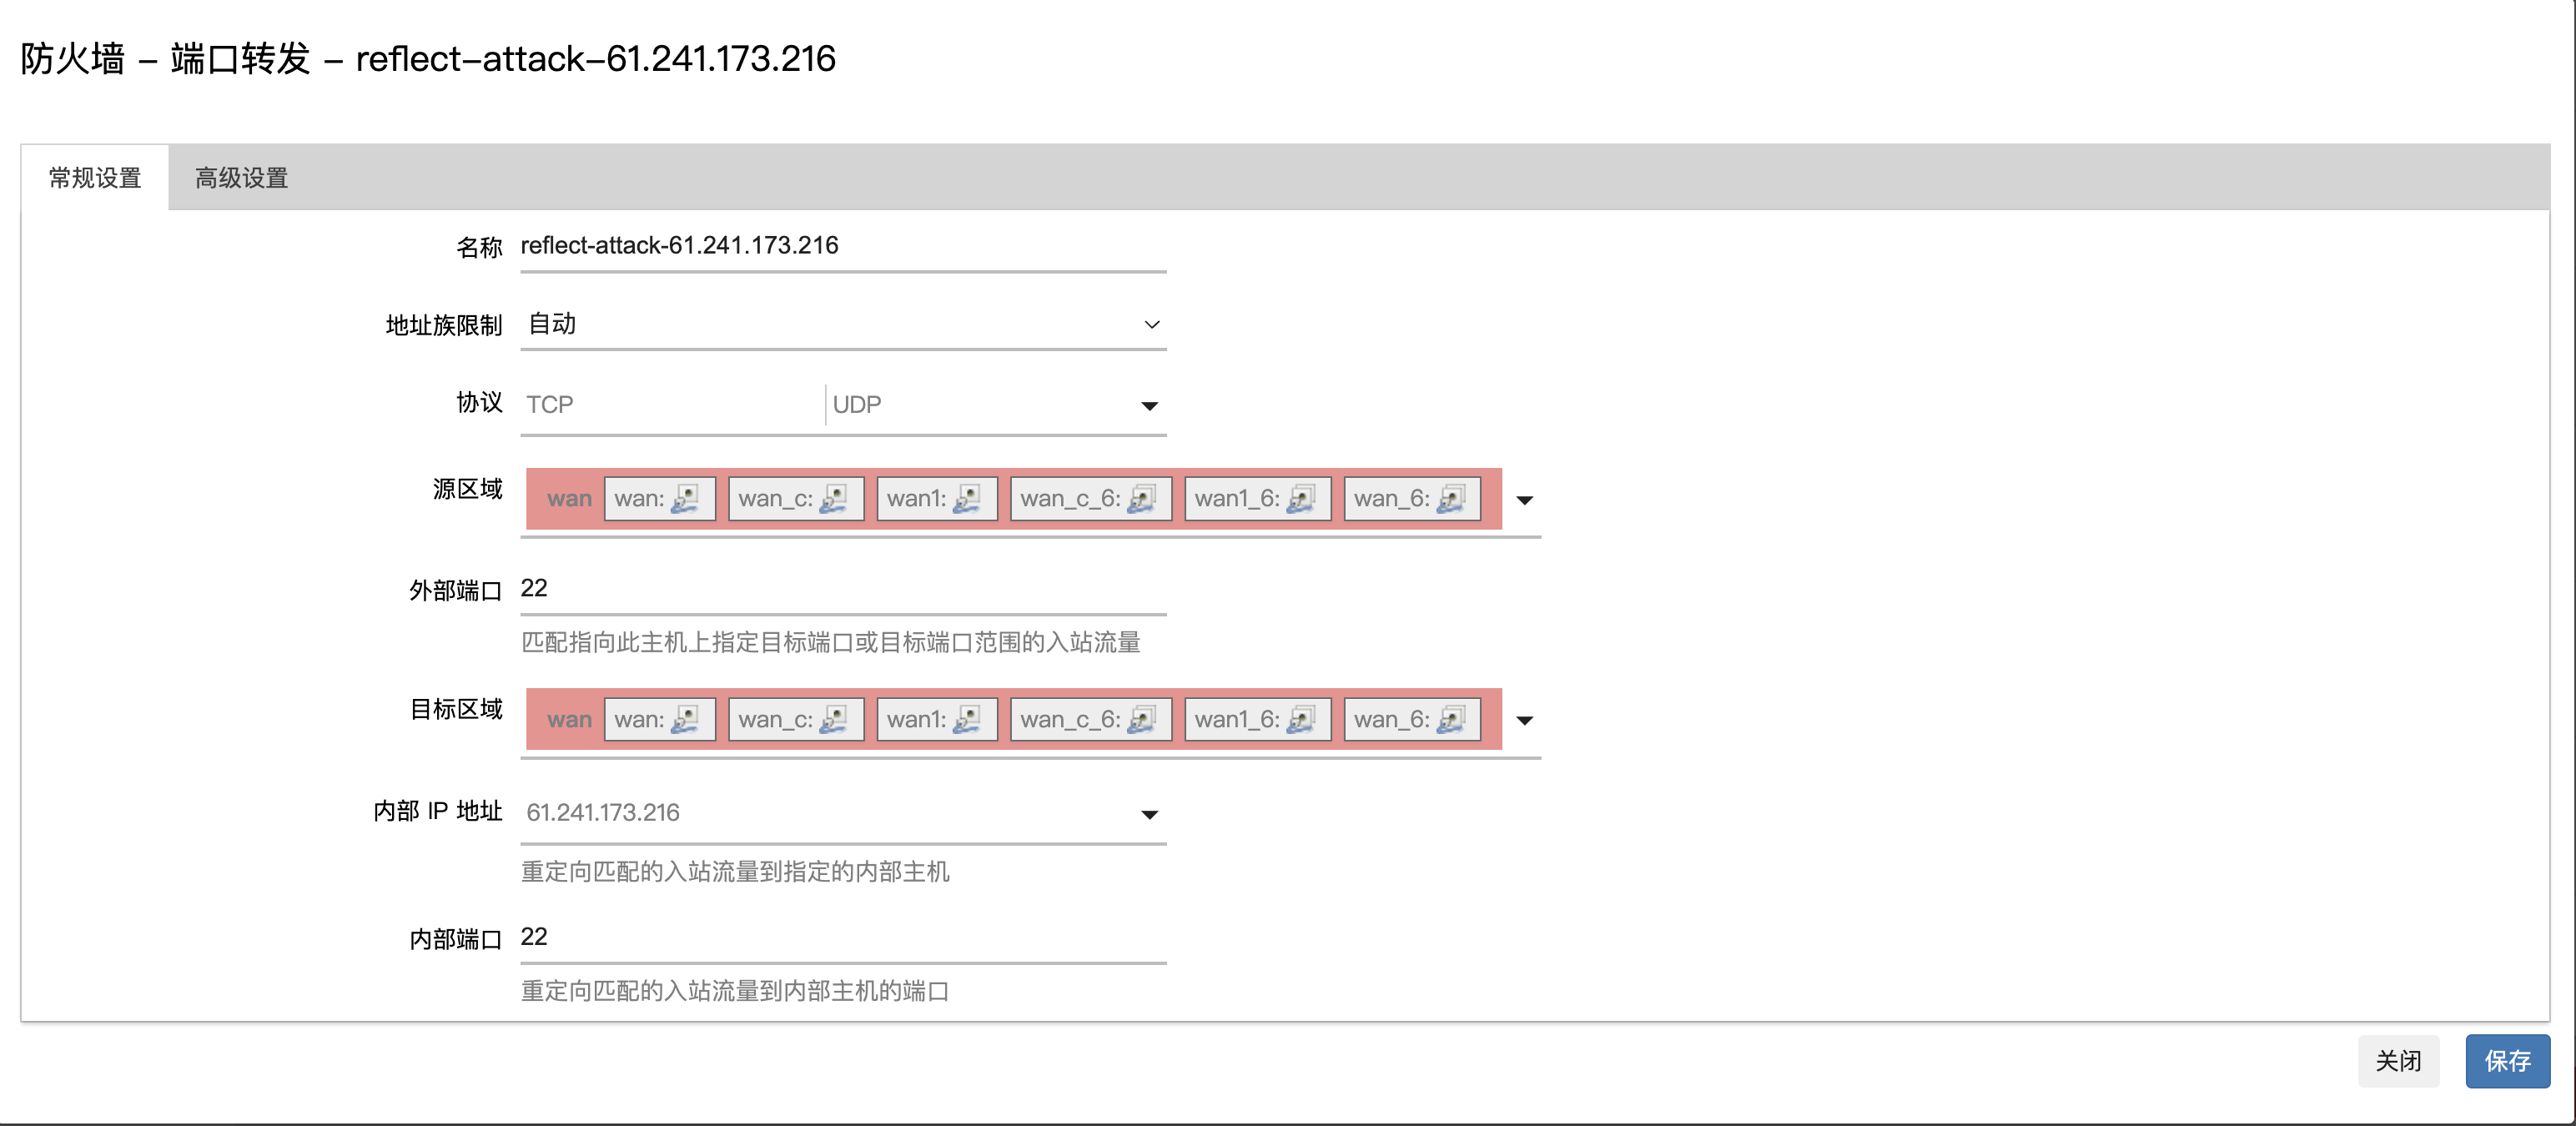 防火墙 – 端口转发 – reflect-attack-61.241.173.216
常规设置 高级设置
名称 reflect-attack-61.241.173.216
地址族限制 自动
协议 TCP UDP
源区域 wan wan: wan_c: wan1: wan_c_6: wan1_6: wan_6:
外部端口 22
匹配指向此主机上指定目标端口或目标端口范围的入站流量
目标区域 wan wan: wan_c: wan1: wan_c_6: wan1_6: wan_6:
内部 IP 地址 61.241.173.216
重定向匹配的入站流量到指定的内部主机
内部端口 22
重定向匹配的入站流量到内部主机的端口
关闭 保存